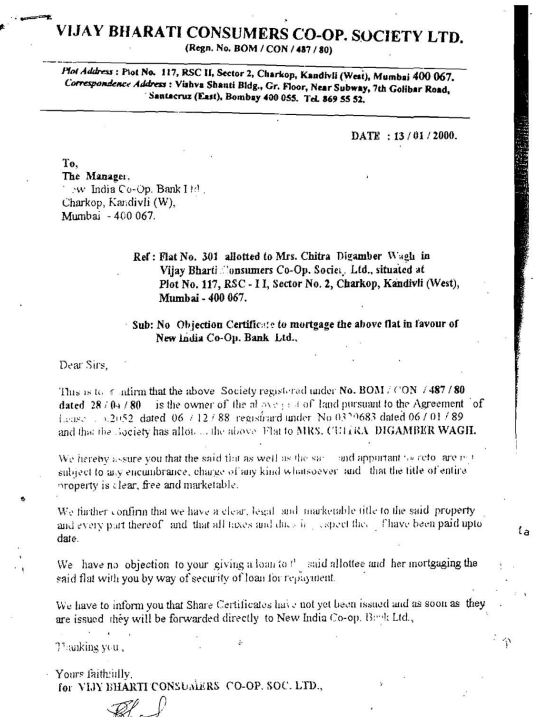 VIJAY BHARATI CONSUMERS CO-OP. SOCIETY LTD.
(Regn. No. BOM / CON / 487 / 80)
Plot Address : Plot No. 117, RSC II, Sector 2, Charkop, Kandivli (West), Mumbai 400 067.
Correspondence Address : Vishva Shanti Bldg., Gr. Floor, Near Subway, 7th Golibar Road,
Santacruz (East), Bombay 400 055. Tel. 869 55 52.
DATE : 13 / 01 / 2000.
To,
The Manager,
India Co-Op. Bank
Charkop, Kandivli (W),
Mumbai - 400 067.
Ref : Flat No. 301 allotted to Mrs. Chitra Digamber Wagh in
Vijay Bharti Consumers Co-Op. Society Ltd., situated at
Plot No. 117, RSC - I I, Sector No. 2, Charkop, Kandivli (West),
Mumbai - 400 067.
Sub: No Objection Certificate to mortgage the above flat in favour of
New India Co-Op. Bank Ltd.,
Dear Sirs,
This is to confirm that the above Society registered under No. BOM / CON / 487 / 80
dated 28 / 04 / 80 is the owner of the of land pursuant to the Agreement of
Lease dated 06 / 12 / 88 registrard under No 0320683 dated 06 / 01 / 89
and that the Society has the above Flat to MRS. CHITRA DIGAMBER WAGH.
We hereby assure you that the said flat as well as the and appurtant are not
subject to any encumbrance, charge of any kind whatsoever and that the title of entire
property is clear, free and marketable.
We further confirm that we have a clear, legal and marketable title to the said property
and every part thereof and that all taxes and dues have been paid upto
date.
We have no objection to your giving a loan to the said allottee and her mortgaging the
said flat with you by way of security of loan for repayment.
We have to inform you that Share Certificates have not yet been issued and as soon as they
are issued they will be forwarded directly to New India Co-op. Bank Ltd.,
Thanking you ,
Yours faithfully,
for VIJY BHARTI CONSUMERS CO-OP. SOC. LTD.,
ta